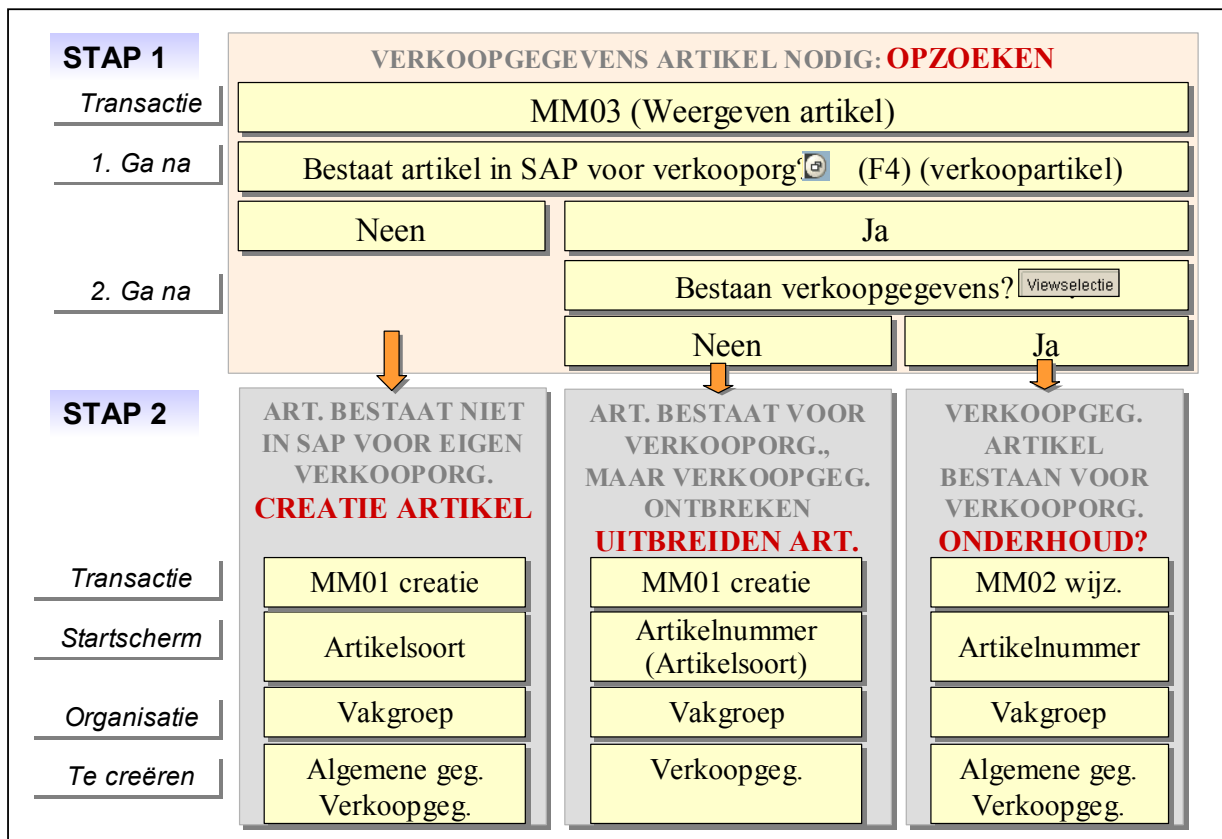 STAP 1
VERKOOPGEGEVENS ARTIKEL NODIG: OPZOEKEN
Transactie
MM03 (Weergeven artikel)
1. Ga na
Bestaat artikel in SAP voor verkooporg? (F4) (verkoopartikel)
Neen
Ja
2. Ga na
Bestaan verkoopgegevens? Viewselectie
Neen
Ja
STAP 2
ART. BESTAAT NIET
IN SAP VOOR EIGEN
VERKOOPORG.
CREATIE ARTIKEL
ART. BESTAAT VOOR
VERKOOPORG.,
MAAR VERKOOPGEG.
ONTBREKEN
UITBREIDEN ART.
VERKOOPGEG.
ARTIKEL
BESTAAN VOOR
VERKOOPORG.
ONDERHOUD?
Transactie
MM01 creatie
MM01 creatie
MM02 wijz.
Startscherm
Artikelsoort
Artikelnummer
(Artikelsoort)
Artikelnummer
Organisatie
Vakgroep
Vakgroep
Vakgroep
Te creëren
Algemene geg.
Verkoopgeg.
Verkoopgeg.
Algemene geg.
Verkoopgeg.